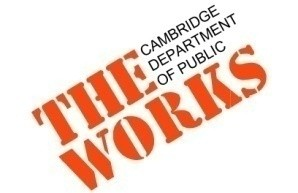 THE
CAMBRIDGE
DEPARTMENT
OF PUBLIC
WORKS